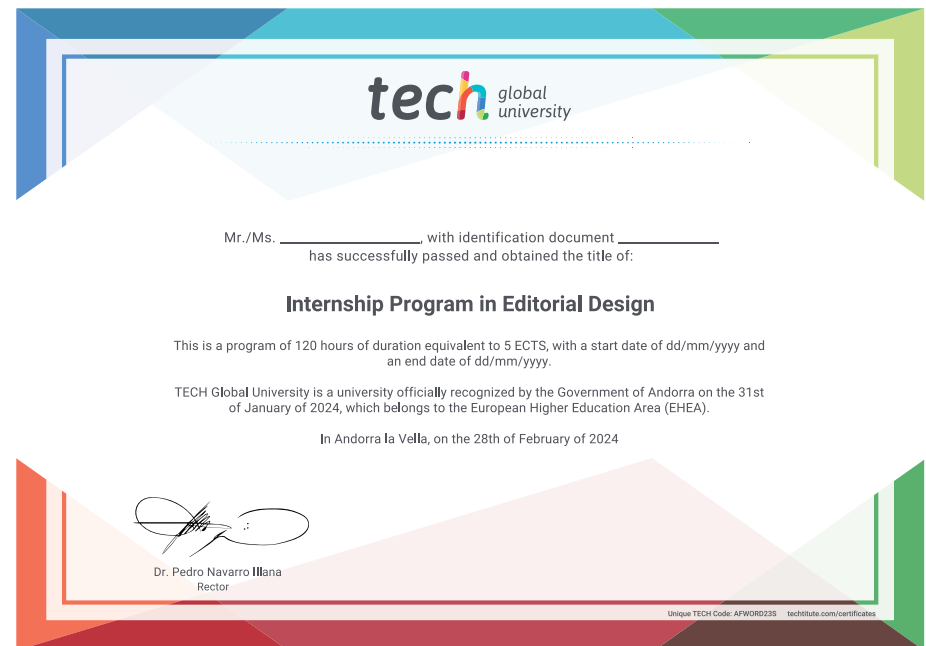 tech global university
Mr./Ms. ____________________, with identification document ______________
has successfully passed and obtained the title of:
Internship Program in Editorial Design
This is a program of 120 hours of duration equivalent to 5 ECTS, with a start date of dd/mm/yyyy and
an end date of dd/mm/yyyy.
TECH Global University is a university officially recognized by the Government of Andorra on the 31st
of January of 2024, which belongs to the European Higher Education Area (EHEA).
In Andorra la Vella, on the 28th of February of 2024
Dr. Pedro Navarro Illana
Rector
Unique TECH Code: AFWORD23S techtitute.com/certificates